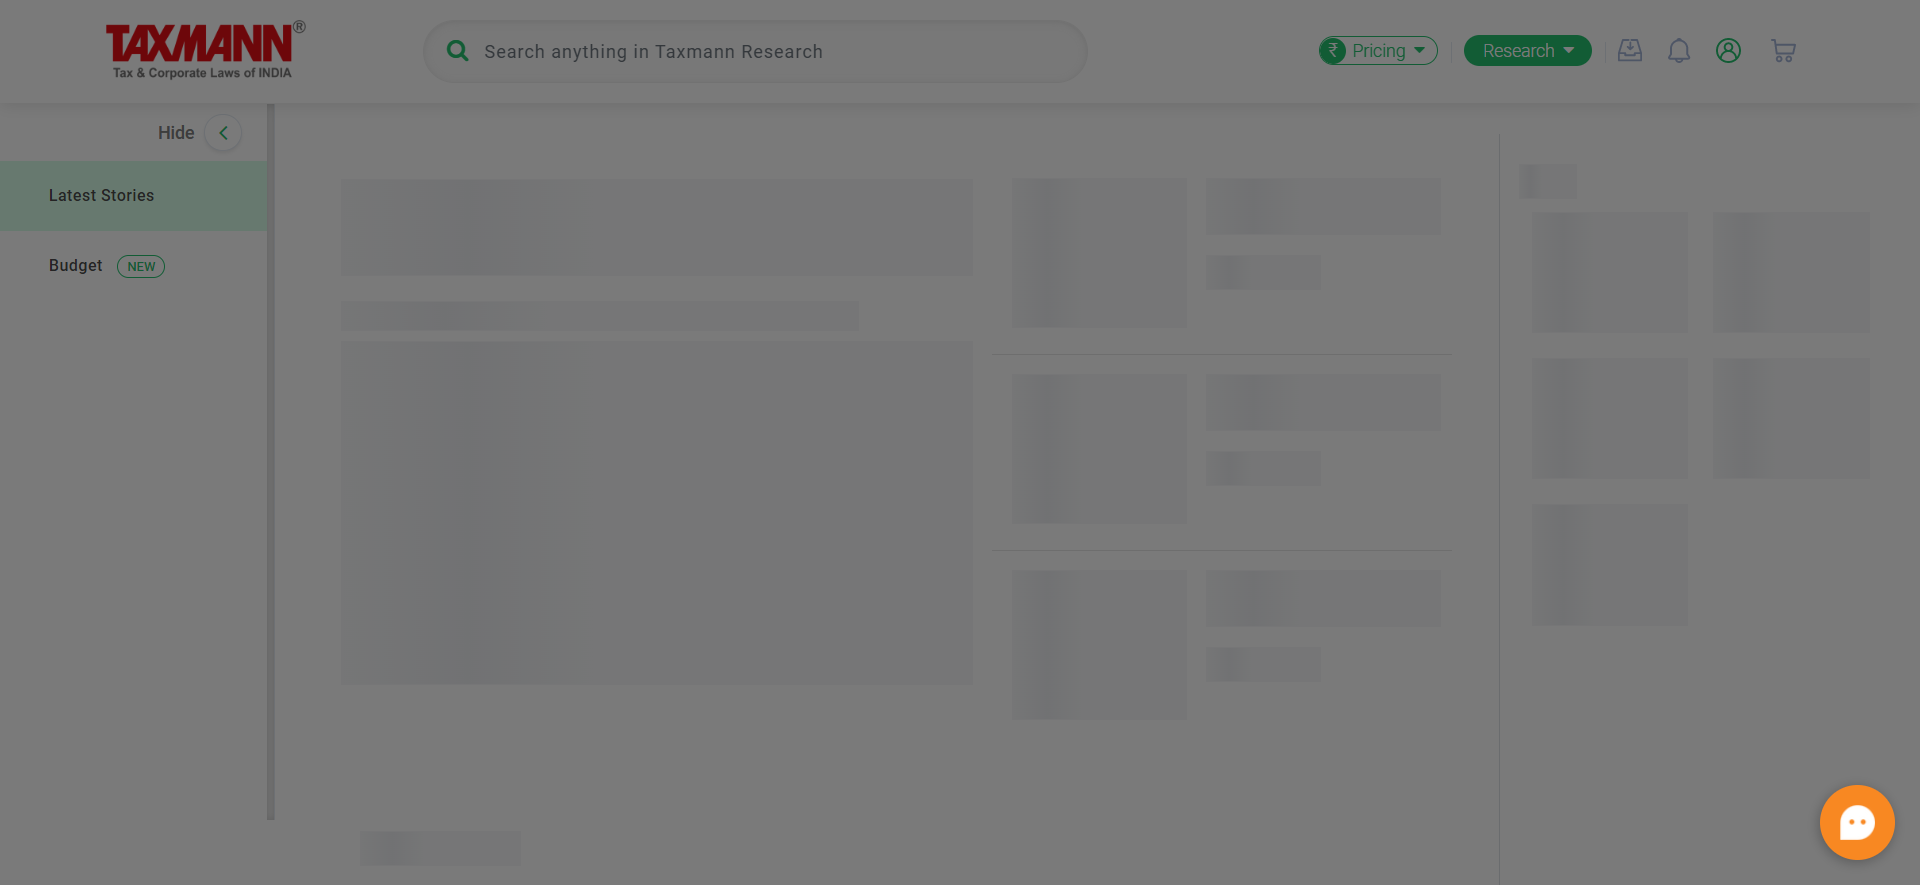 TAXMANN®
Tax & Corporate Laws of INDIA
Search anything in Taxmann Research
₹ Pricing
Research
Hide
Latest Stories
Budget NEW